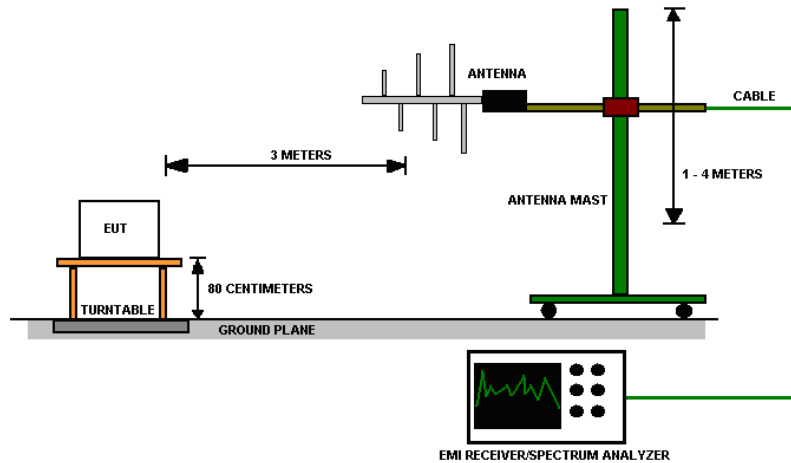 ANTENNA
CABLE
3 METERS
1 - 4 METERS
ANTENNA MAST
EUT
80 CENTIMETERS
TURNTABLE
GROUND PLANE
EMI RECEIVER/SPECTRUM ANALYZER